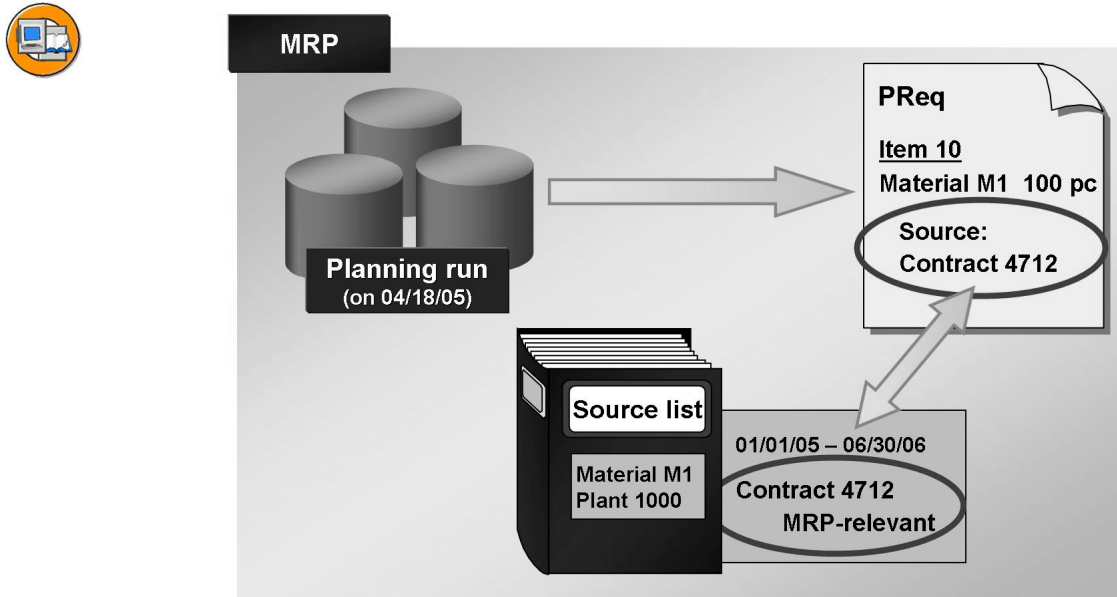 MRP
Planning run
(on 04/18/05)
PReq
Item 10
Material M1 100 pc
Source:
Contract 4712
Source list
Material M1
Plant 1000
01/01/05 – 06/30/06
Contract 4712
MRP-relevant